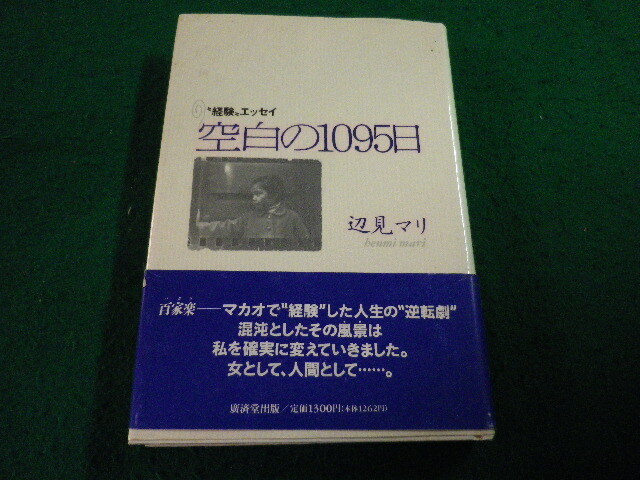 〝経験〟エッセイ
空白の1095日
辺見マリ
henmi mari
百家楽――マカオで〝経験〟した人生の〝逆転劇〟
混沌としたその風景は
私を確実に変えていきました。
女として、人間として……。
廣済堂出版/定価1300円(本体1262円)